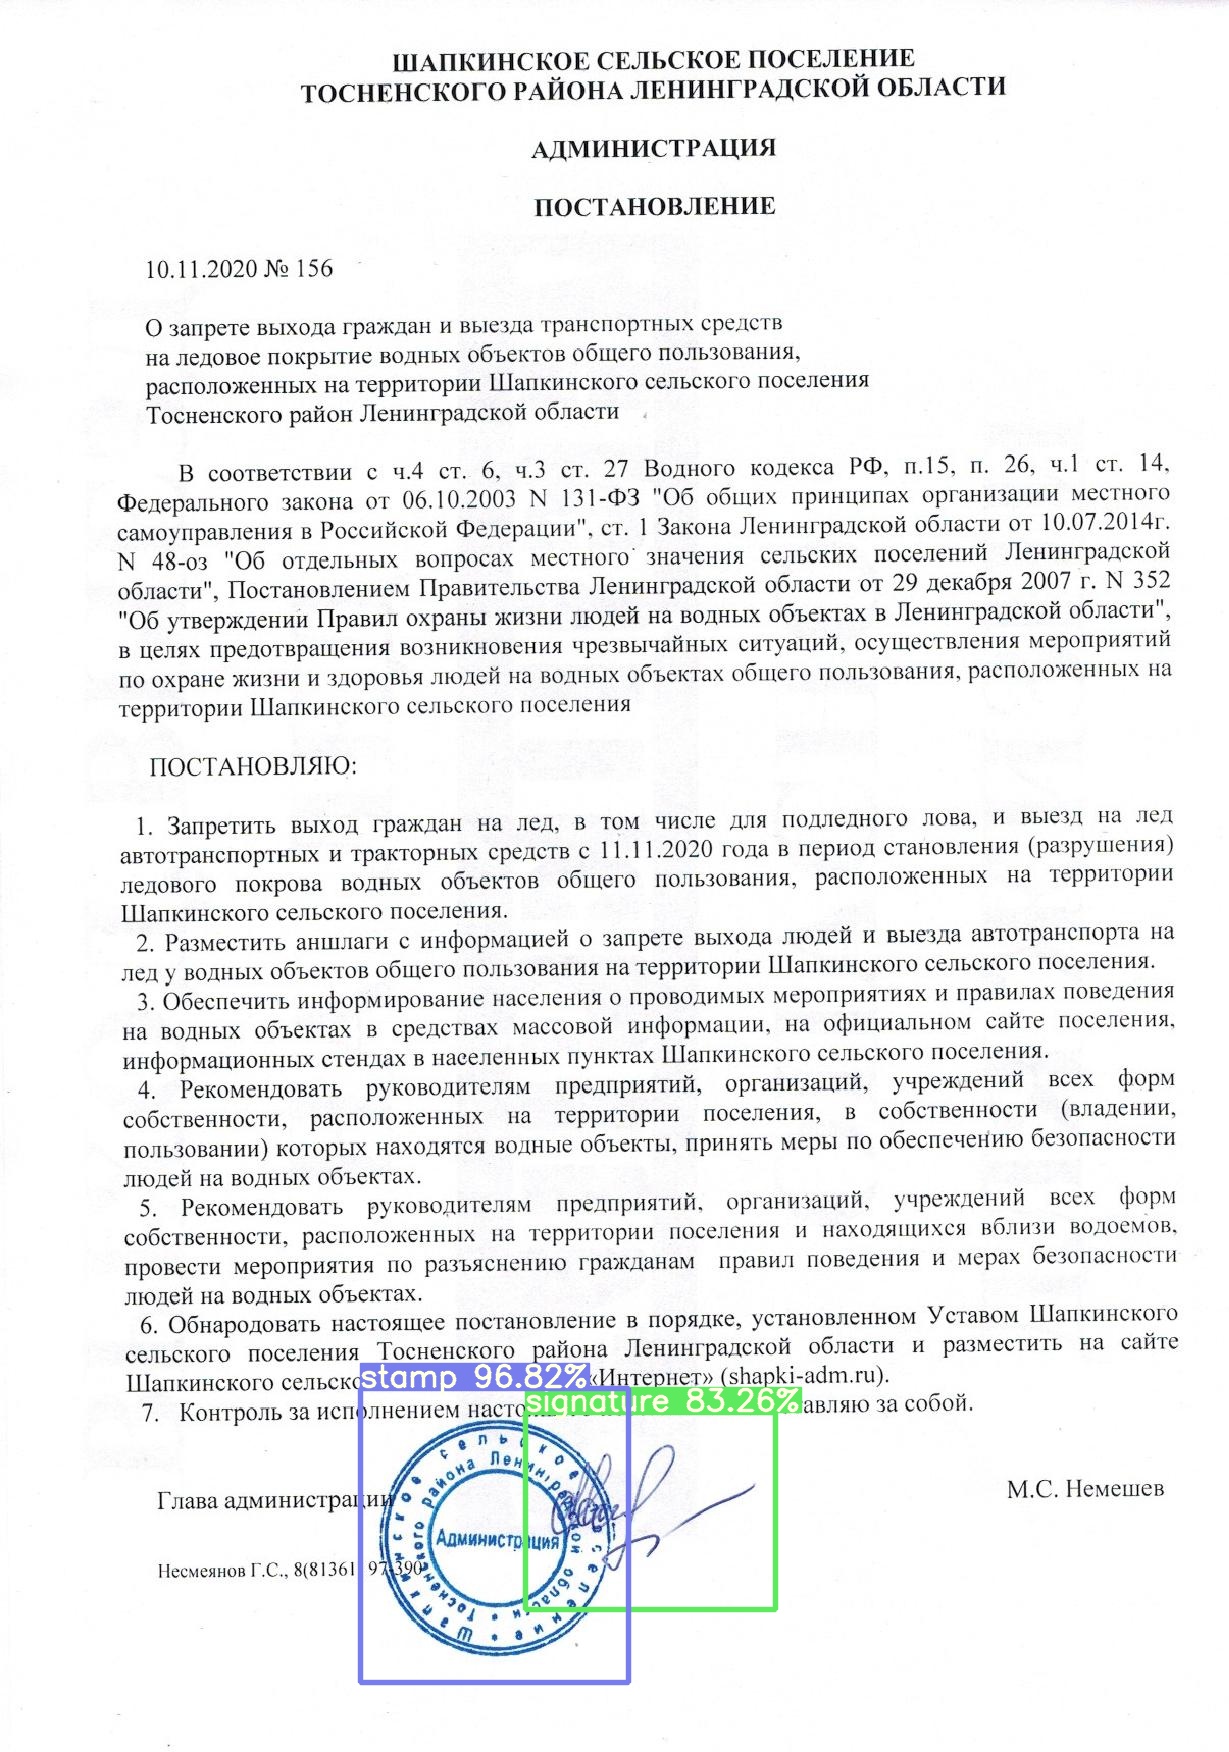 ШАПКИНСКОЕ СЕЛЬСКОЕ ПОСЕЛЕНИЕ
ТОСНЕНСКОГО РАЙОНА ЛЕНИНГРАДСКОЙ ОБЛАСТИ
АДМИНИСТРАЦИЯ
ПОСТАНОВЛЕНИЕ
10.11.2020 № 156
О запрете выхода граждан и выезда транспортных средств
на ледовое покрытие водных объектов общего пользования,
расположенных на территории Шапкинского сельского поселения
Тосненского район Ленинградской области
В соответствии с ч.4 ст. 6, ч.3 ст. 27 Водного кодекса РФ, п.15, п. 26, ч.1 ст. 14,
Федерального закона от 06.10.2003 N 131-ФЗ "Об общих принципах организации местного
самоуправления в Российской Федерации", ст. 1 Закона Ленинградской области от 10.07.2014г.
N 48-оз "Об отдельных вопросах местного значения сельских поселений Ленинградской
области", Постановлением Правительства Ленинградской области от 29 декабря 2007 г. N 352
"Об утверждении Правил охраны жизни людей на водных объектах в Ленинградской области",
в целях предотвращения возникновения чрезвычайных ситуаций, осуществления мероприятий
по охране жизни и здоровья людей на водных объектах общего пользования, расположенных на
территории Шапкинского сельского поселения
ПОСТАНОВЛЯЮ:
1. Запретить выход граждан на лед, в том числе для подледного лова, и выезд на лед
автотранспортных и тракторных средств с 11.11.2020 года в период становления (разрушения)
ледового покрова водных объектов общего пользования, расположенных на территории
Шапкинского сельского поселения.
2. Разместить аншлаги с информацией о запрете выхода людей и выезда автотранспорта на
лед у водных объектов общего пользования на территории Шапкинского сельского поселения.
3. Обеспечить информирование населения о проводимых мероприятиях и правилах поведения
на водных объектах в средствах массовой информации, на официальном сайте поселения,
информационных стендах в населенных пунктах Шапкинского сельского поселения.
4. Рекомендовать руководителям предприятий, организаций, учреждений всех форм
собственности, расположенных на территории поселения, в собственности (владении,
пользовании) которых находятся водные объекты, принять меры по обеспечению безопасности
людей на водных объектах.
5. Рекомендовать руководителям предприятий, организаций, учреждений всех форм
собственности, расположенных на территории поселения и находящихся вблизи водоемов,
провести мероприятия по разъяснению гражданам правил поведения и мерах безопасности
людей на водных объектах.
6. Обнародовать настоящее постановление в порядке, установленном Уставом Шапкинского
сельского поселения Тосненского района Ленинградской области и разместить на сайте
Шапкинского «Интернет» (shapki-adm.ru).
stamp 96.82%
signature 83.26%
7. Контроль за исполнением за собой.
Глава администрации
М.С. Немешев
Шапкинское сельское поселение
Тосненского района Ленинградской области
Администрация
Несмеянов Г.С., 8(81361 97-390